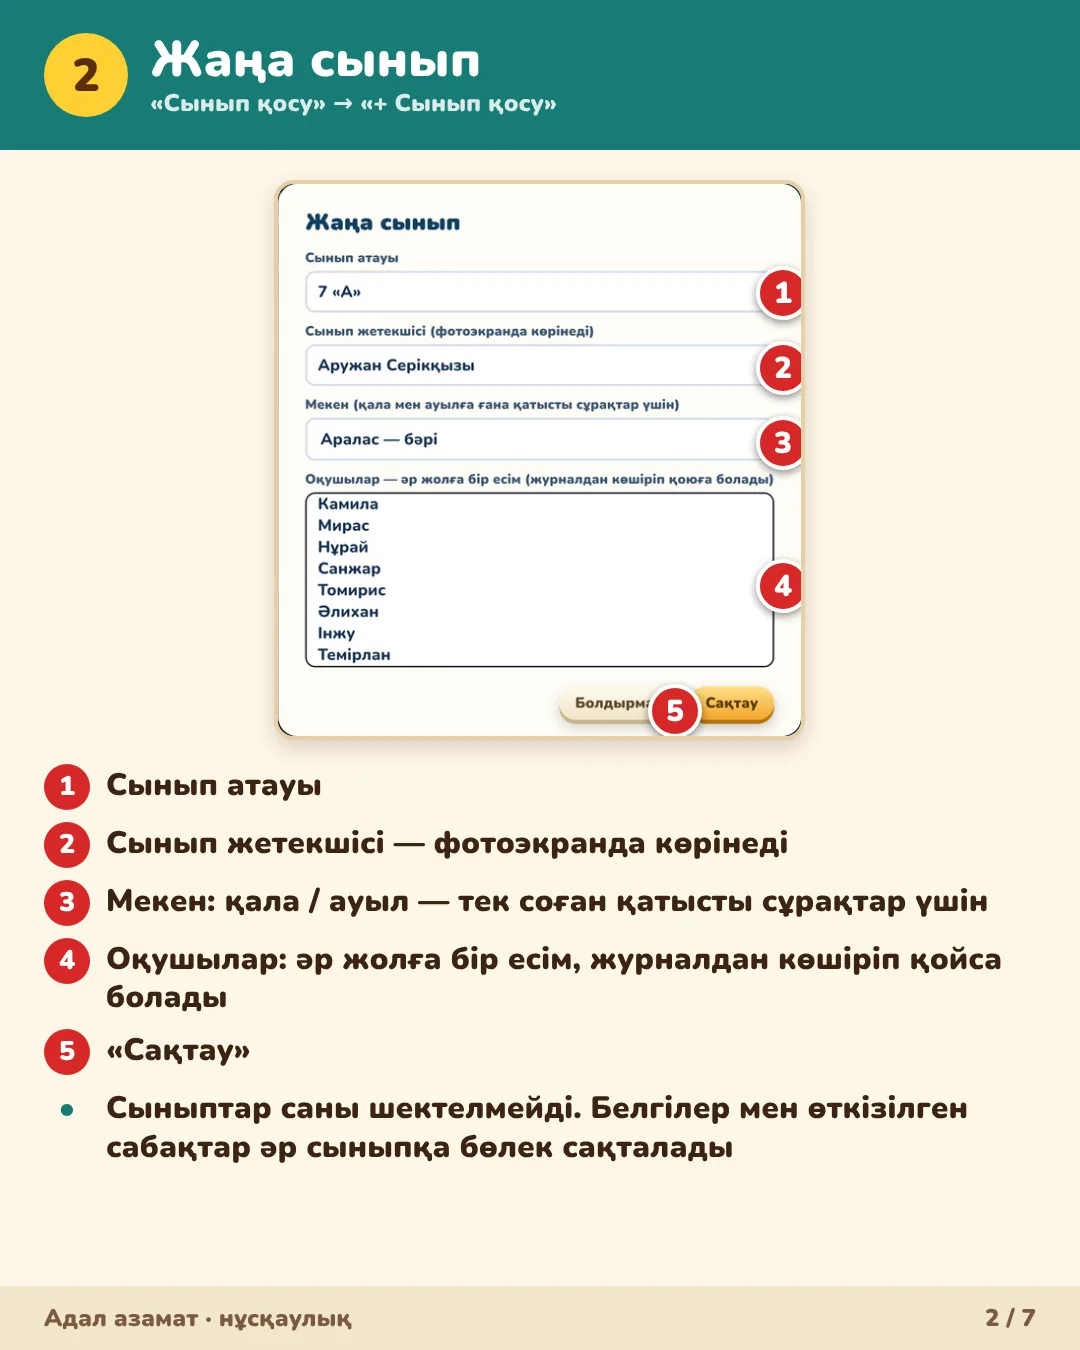 2
Жаңа сынып
«Сынып қосу» → «+ Сынып қосу»
Жаңа сынып
Сынып атауы
7 «А»
1
Сынып жетекшісі (фотоэкранда көрінеді)
Аружан Серікқызы
2
Мекен (қала мен ауылға ғана қатысты сұрақтар үшін)
Аралас — бәрі
3
Оқушылар — әр жолға бір есім (журналдан көшіріп қоюға болады)
Камила
Мирас
Нұрай
Санжар
Томирис
Әлихан
Інжу
Темірлан
4
5 Сақтау
1 Сынып атауы
2 Сынып жетекшісі — фотоэкранда көрінеді
3 Мекен: қала / ауыл — тек соған қатысты сұрақтар үшін
4 Оқушылар: әр жолға бір есім, журналдан көшіріп қойса
болады
5 «Сақтау»
• Сыныптар саны шектелмейді. Белгілер мен өткізілген
сабақтар әр сыныпқа бөлек сақталады
Адал азамат · нұсқаулық
2 / 7